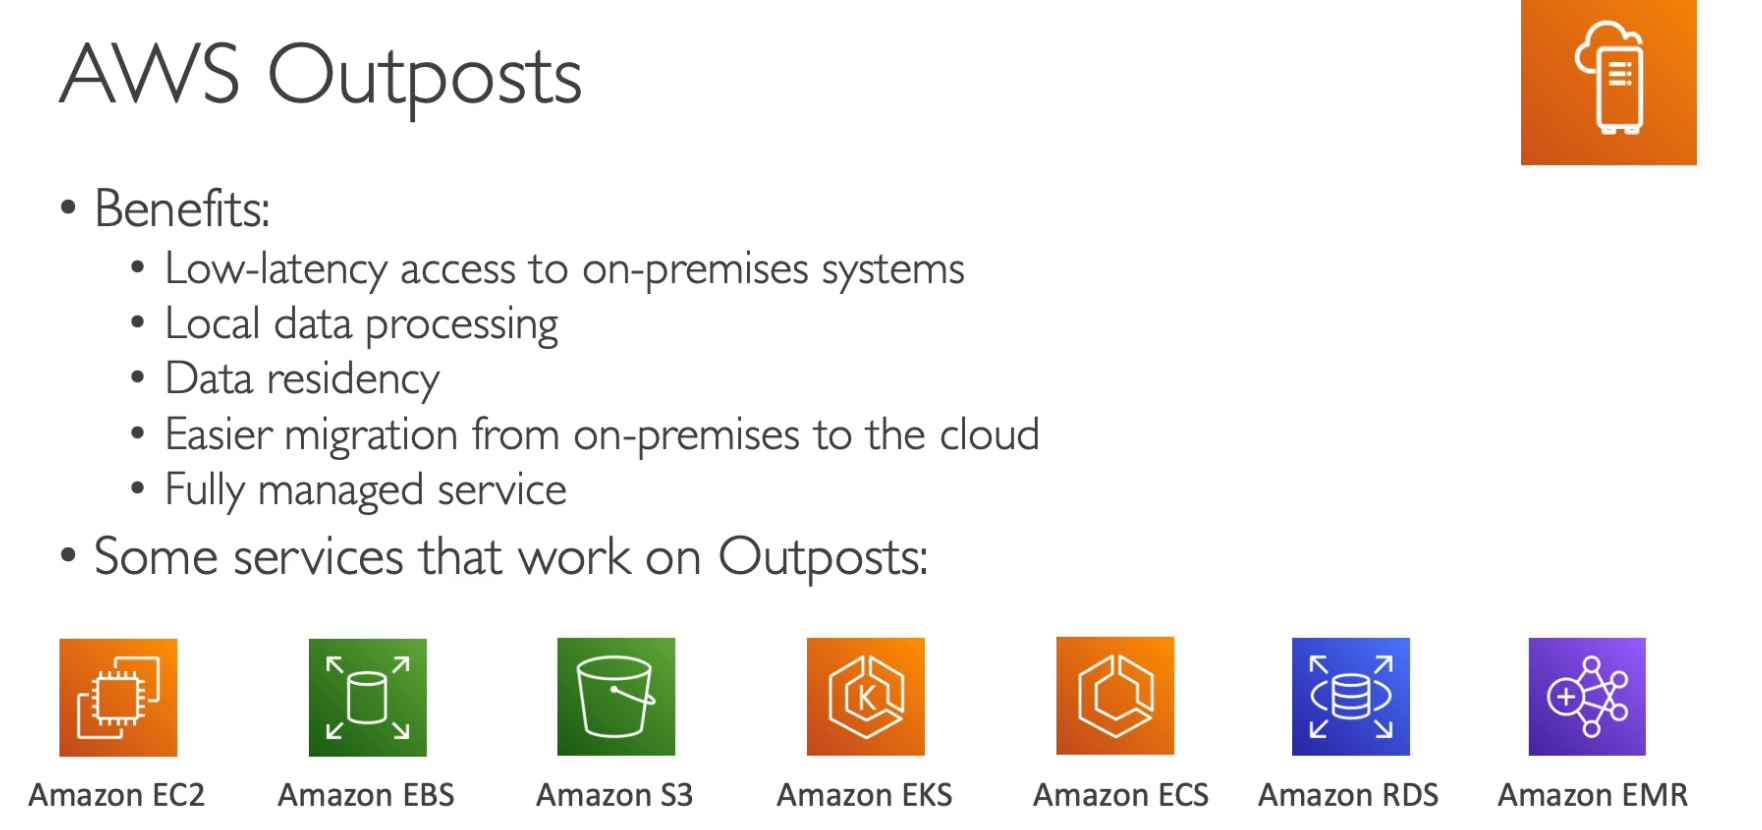 AWS Outposts
• Benefits:
• Low-latency access to on-premises systems
• Local data processing
• Data residency
• Easier migration from on-premises to the cloud
• Fully managed service
• Some services that work on Outposts:
K
Amazon EC2
Amazon EBS
Amazon S3
Amazon EKS
Amazon ECS
Amazon RDS
Amazon EMR